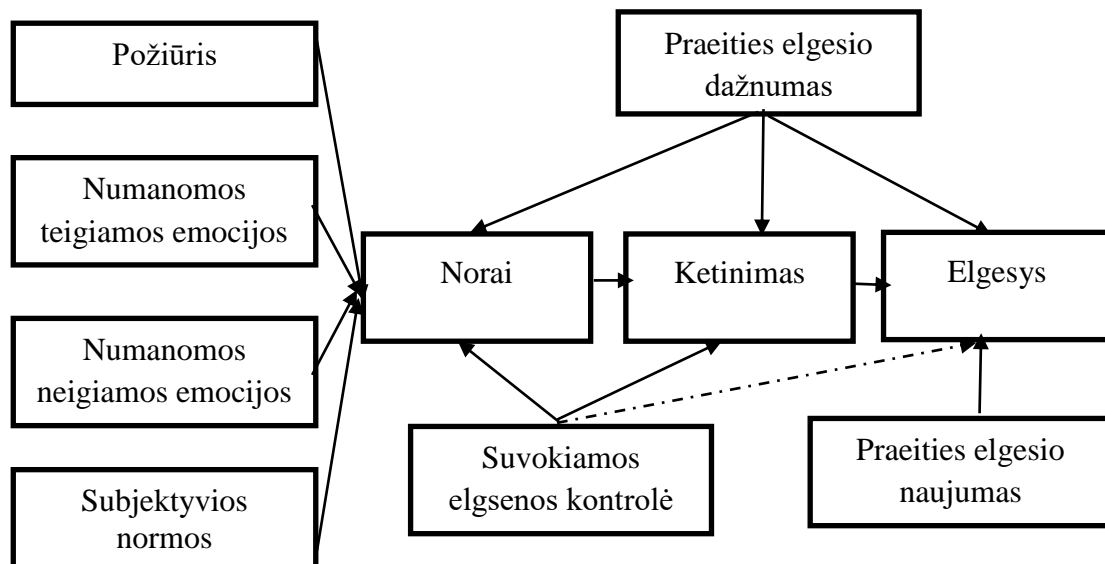 Požiūris
Praeities elgesio
dažnumas
Numanomos
teigiamos emocijos
Norai
Ketinimas
Elgesys
Numanomos
neigiamos emocijos
Suvokiamos
elgsenos kontrolė
Praeities elgesio
naujumas
Subjektyvios
normos